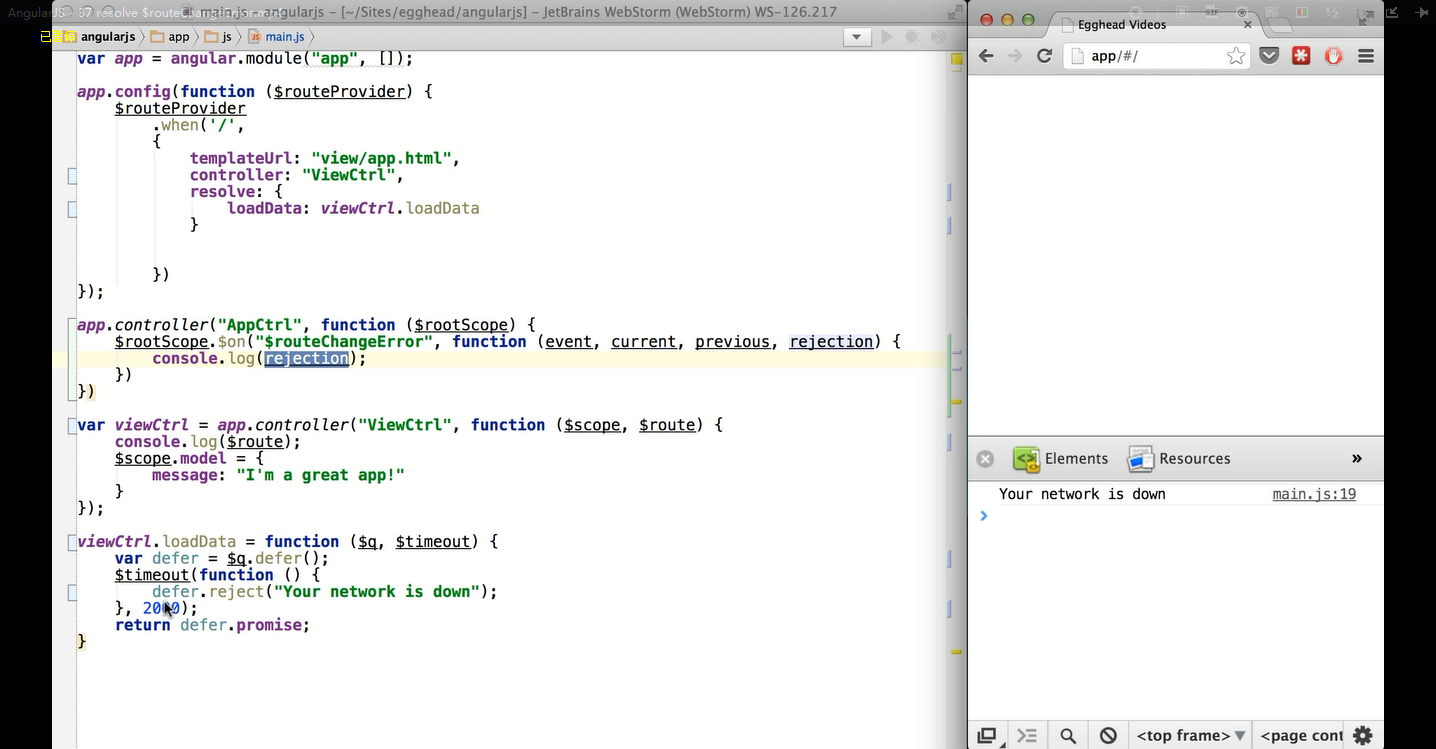 main.js – angularjs – [~/Sites/egghead/angularjs] – JetBrains WebStorm (WebStorm) WS-126.217
angularjs
app
js
main.js
var app = angular.module("app", []);
app.config(function ($routeProvider) {
$routeProvider
.when('/',
{
templateUrl: "view/app.html",
controller: "ViewCtrl",
resolve: {
loadData: viewCtrl.loadData
}
})
});
app.controller("AppCtrl", function ($rootScope) {
$rootScope.$on("$routeChangeError", function (event, current, previous, rejection) {
console.log(rejection);
})
})
var viewCtrl = app.controller("ViewCtrl", function ($scope, $route) {
console.log($route);
$scope.model = {
message: "I'm a great app!"
}
});
viewCtrl.loadData = function ($q, $timeout) {
var defer = $q.defer();
$timeout(function () {
defer.reject("Your network is down");
}, 2000);
return defer.promise;
}
Egghead Videos
app/#/
Elements
Resources
»
Your network is down main.js:19
<top frame>
<page cont